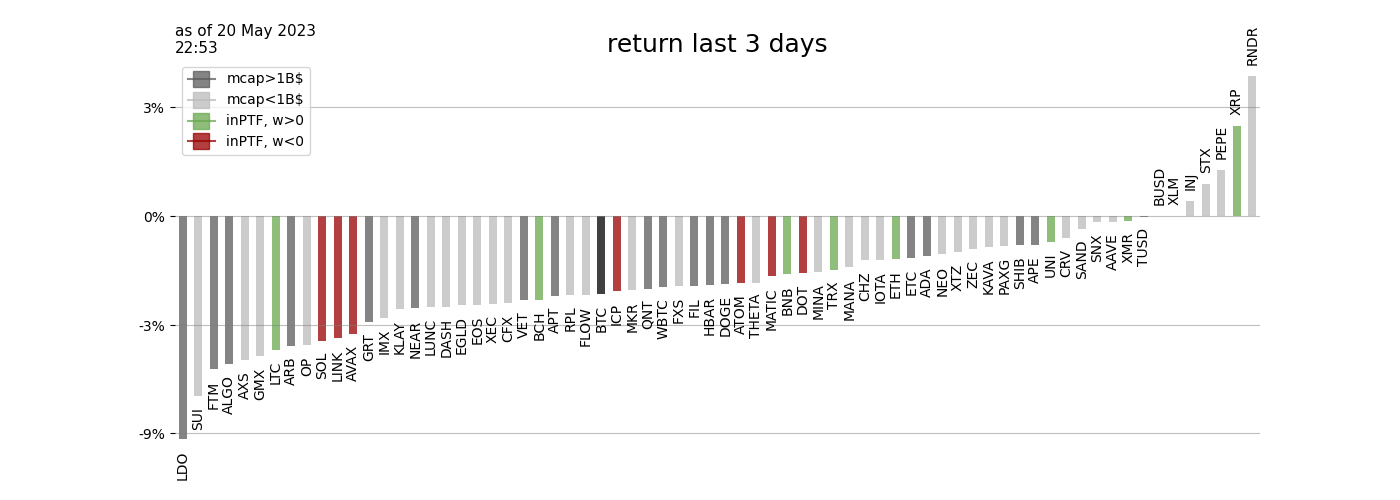 as of 20 May 2023
22:53
return last 3 days
mcap>1B$
mcap<1B$
inPTF, w>0
inPTF, w<0
3%
0%
-3%
-9%
LDO
SUI
FTM
ALGO
AXS
GMX
LTC
ARB
OP
SOL
LINK
AVAX
GRT
IMX
KLAY
NEAR
LUNC
DASH
EGLD
EOS
XEC
CFX
VET
BCH
APT
RPL
FLOW
BTC
ICP
MKR
QNT
WBTC
FXS
FIL
HBAR
DOGE
ATOM
THETA
MATIC
BNB
DOT
MINA
TRX
MANA
CHZ
IOTA
ETH
ETC
ADA
NEO
XTZ
ZEC
KAVA
PAXG
SHIB
APE
UNI
CRV
SAND
SNX
AAVE
XMR
TUSD
BUSD
XLM
INJ
STX
PEPE
XRP
RNDR